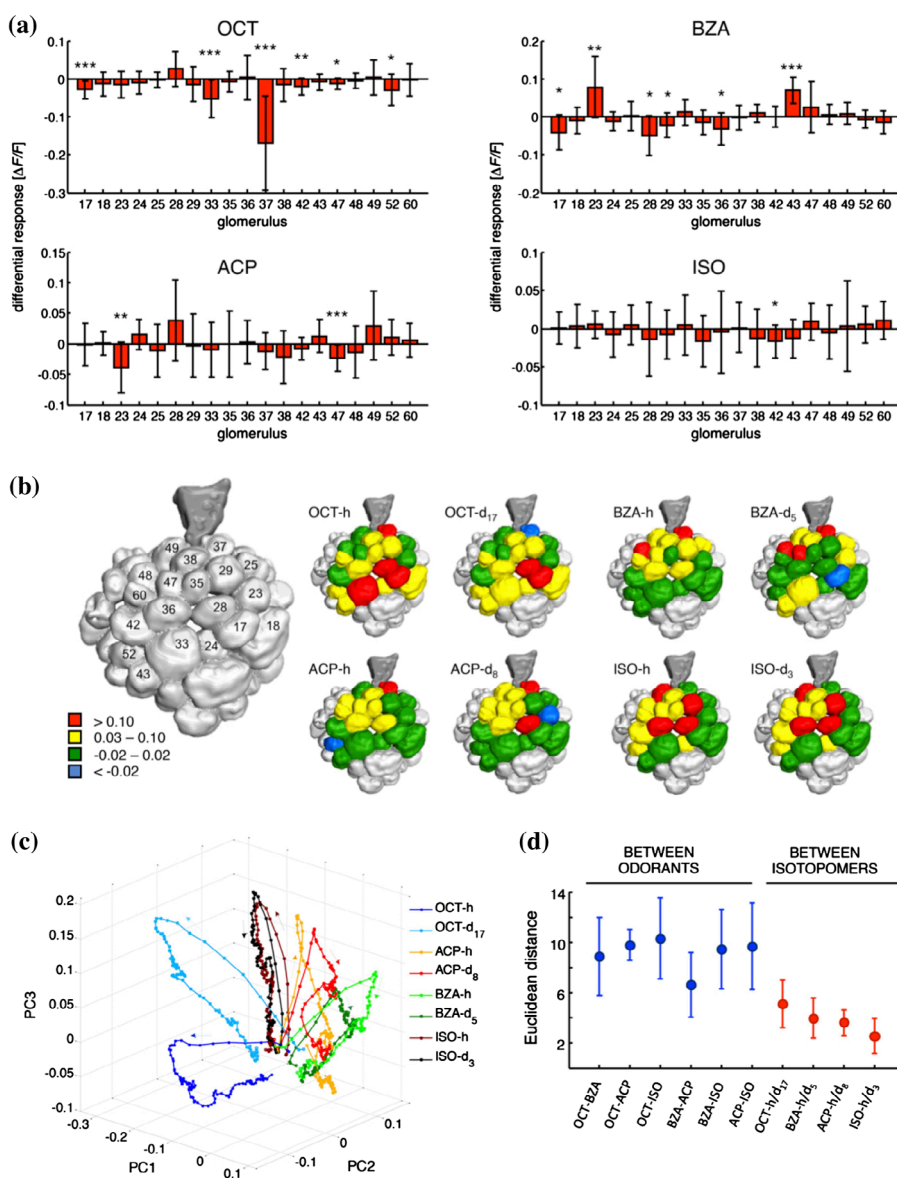 (a)
OCT
differential response [ΔF/F]
0.1
0
-0.1
-0.2
-0.3
*** *** *** ** * *
17 18 23 24 25 28 29 33 35 36 37 38 42 43 47 49 52 60
glomerulus
BZA
0.2
0.1
0
-0.1
-0.2
* ** * * * ***
17 18 23 24 25 28 29 33 35 36 37 38 42 43 47 48 49 52 60
glomerulus
ACP
differential response [ΔF/F]
0.15
0.1
0.05
0
-0.05
-0.1
** ***
17 18 23 24 25 28 29 33 35 36 37 38 42 43 47 48 49 52 60
glomerulus
ISO
0.1
0.05
0
-0.05
-0.1
*
17 18 23 24 25 28 29 33 35 36 37 38 42 43 47 48 49 52 60
glomerulus
(b)
49 37
38
29 25
48 47 35
60 23
36 28
42 17 18
33 24
52
43
> 0.10
0.03 – 0.10
-0.02 – 0.02
< -0.02
OCT-h
OCT-d17
BZA-h
BZA-d5
ACP-h
ACP-d8
ISO-h
ISO-d3
(c)
PC3
0.2
0.15
0.1
0.05
0
-0.05
-0.1
-0.3
-0.2
-0.1
0
0.1
PC1
-0.1
0
0.1
PC2
OCT-h
OCT-d17
ACP-h
ACP-d8
BZA-h
BZA-d5
ISO-h
ISO-d3
(d)
BETWEEN
ODORANTS
BETWEEN
ISOTOPOMERS
Euclidean distance
14
10
6
2
OCT-BZA
OCT-ACP
OCT-ISO
BZA-ACP
BZA-ISO
ACP-ISO
OCT-h/d17
BZA-h/d5
ACP-h/d8
ISO-h/d3